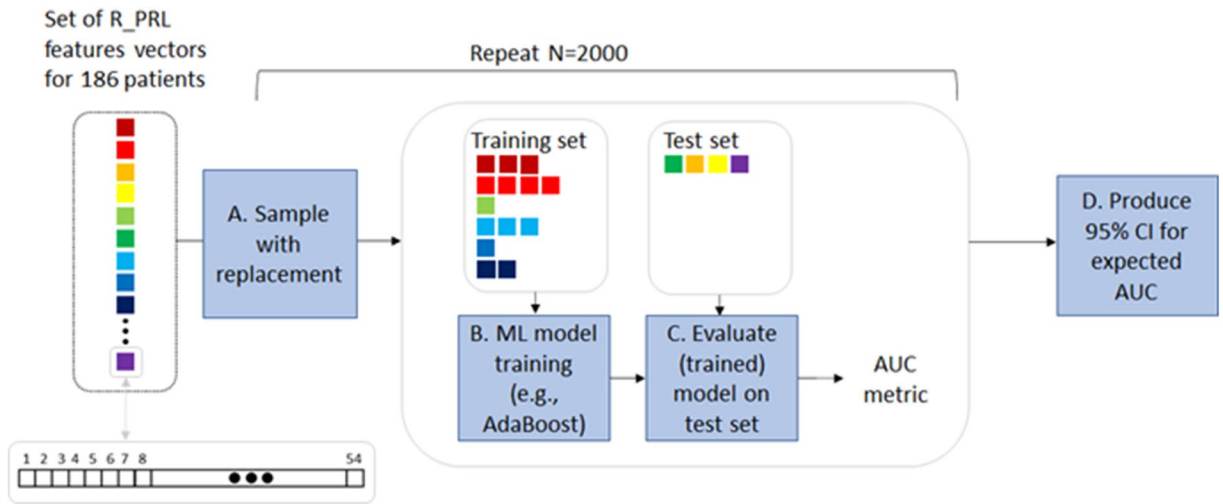 Set of R_PRL
features vectors
for 186 patients
Repeat N=2000
A. Sample
with
replacement
Training set
Test set
B. ML model
training
(e.g.,
AdaBoost)
C. Evaluate
(trained)
model on
test set
AUC
metric
D. Produce
95% CI for
expected
AUC
1 2 3 4 5 6 7 8 54